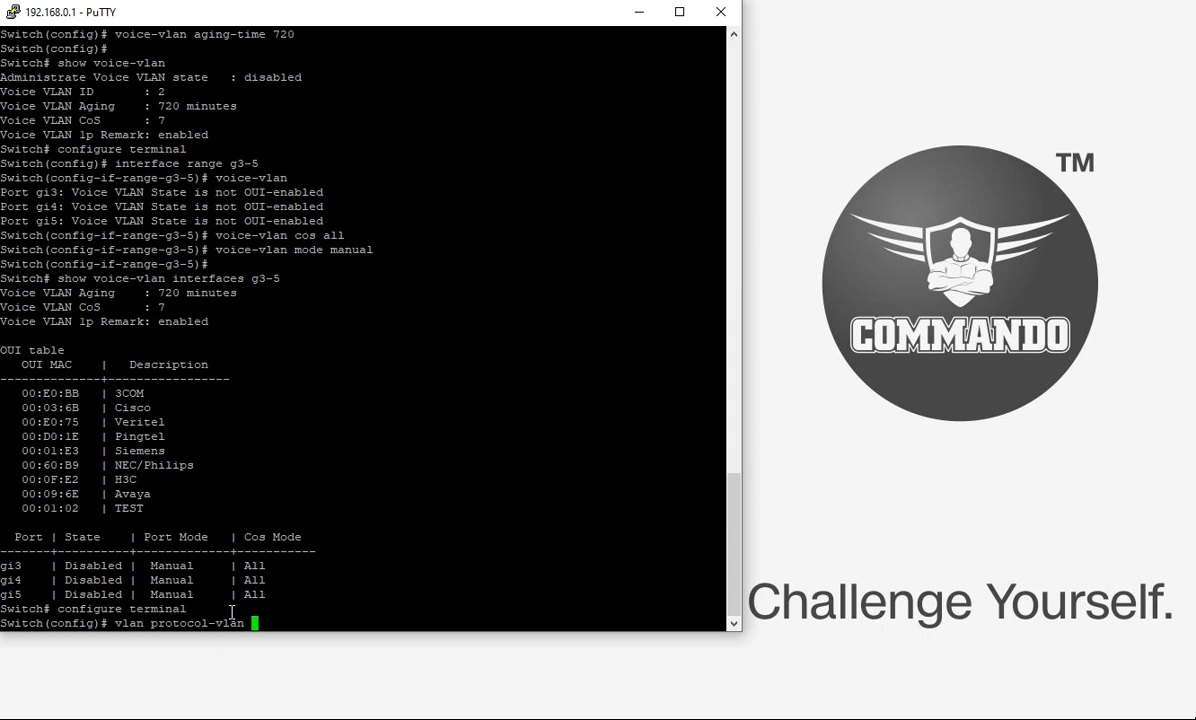 192.168.0.1 - PuTTY
Switch(config)# voice-vlan aging-time 720
Switch(config)#
Switch# show voice-vlan
Administrate Voice VLAN state   : disabled
Voice VLAN ID       : 2
Voice VLAN Aging    : 720 minutes
Voice VLAN CoS      : 7
Voice VLAN 1p Remark: enabled
Switch# configure terminal
Switch(config)# interface range g3-5
Switch(config-if-range-g3-5)# voice-vlan
Port gi3: Voice VLAN State is not OUI-enabled
Port gi4: Voice VLAN State is not OUI-enabled
Port gi5: Voice VLAN State is not OUI-enabled
Switch(config-if-range-g3-5)# voice-vlan cos all
Switch(config-if-range-g3-5)# voice-vlan mode manual
Switch(config-if-range-g3-5)#
Switch# show voice-vlan interfaces g3-5
Voice VLAN Aging    : 720 minutes
Voice VLAN CoS      : 7
Voice VLAN 1p Remark: enabled
OUI table
   OUI MAC    |   Description
--------------+-----------------
   00:E0:BB   | 3COM
   00:03:6B   | Cisco
   00:E0:75   | Veritel
   00:D0:1E   | Pingtel
   00:01:E3   | Siemens
   00:60:B9   | NEC/Philips
   00:0F:E2   | H3C
   00:09:6E   | Avaya
   00:01:02   | TEST
  Port | State    | Port Mode   | Cos Mode
-------+----------+-------------+-----------
gi3    | Disabled |  Manual     | All
gi4    | Disabled |  Manual     | All
gi5    | Disabled |  Manual     | All
Switch# configure terminal
Switch(config)# vlan protocol-vlan
TM
COMMANDO
Challenge Yourself.